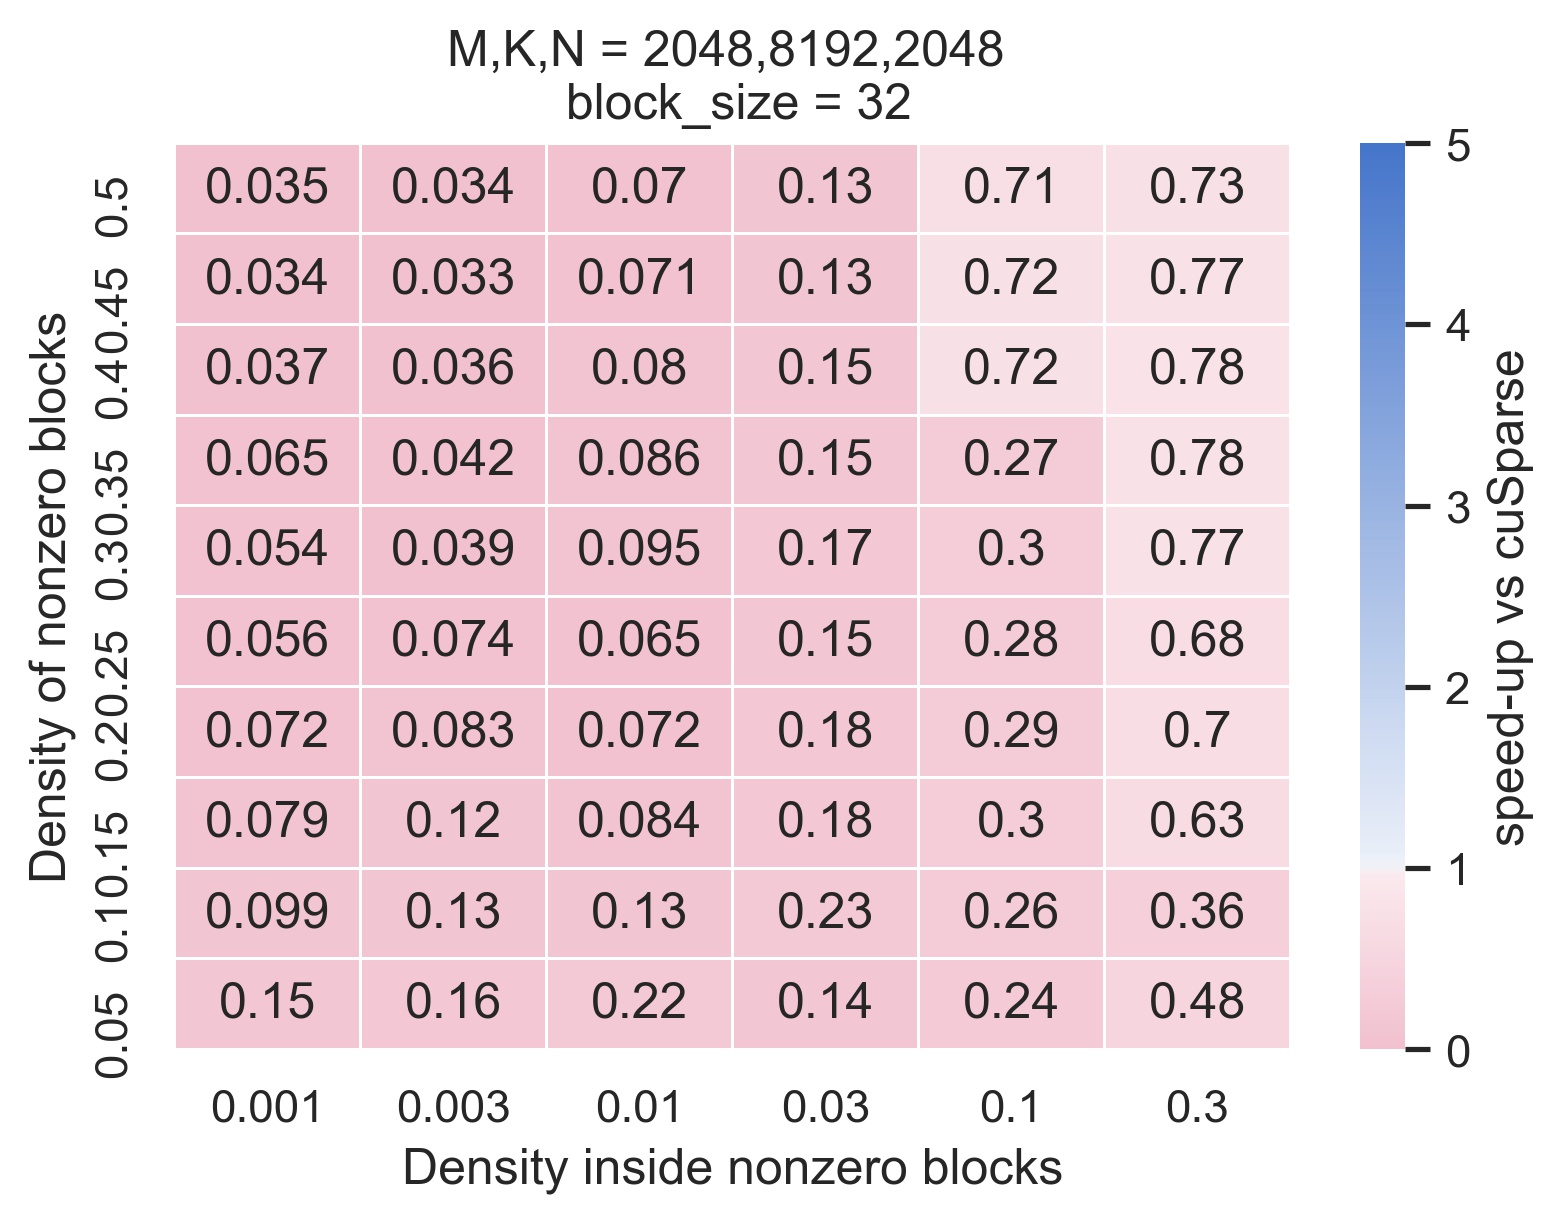 M,K,N = 2048,8192,2048
block_size = 32
Density of nonzero blocks
0.5 0.035 0.034 0.07 0.13 0.71 0.73
0.45 0.034 0.033 0.071 0.13 0.72 0.77
0.4 0.037 0.036 0.08 0.15 0.72 0.78
0.35 0.065 0.042 0.086 0.15 0.27 0.78
0.3 0.054 0.039 0.095 0.17 0.3 0.77
0.25 0.056 0.074 0.065 0.15 0.28 0.68
0.2 0.072 0.083 0.072 0.18 0.29 0.7
0.15 0.079 0.12 0.084 0.18 0.3 0.63
0.1 0.099 0.13 0.13 0.23 0.26 0.36
0.05 0.15 0.16 0.22 0.14 0.24 0.48
0.001 0.003 0.01 0.03 0.1 0.3
Density inside nonzero blocks
5
4
3
2
1
0
speed-up vs cuSparse